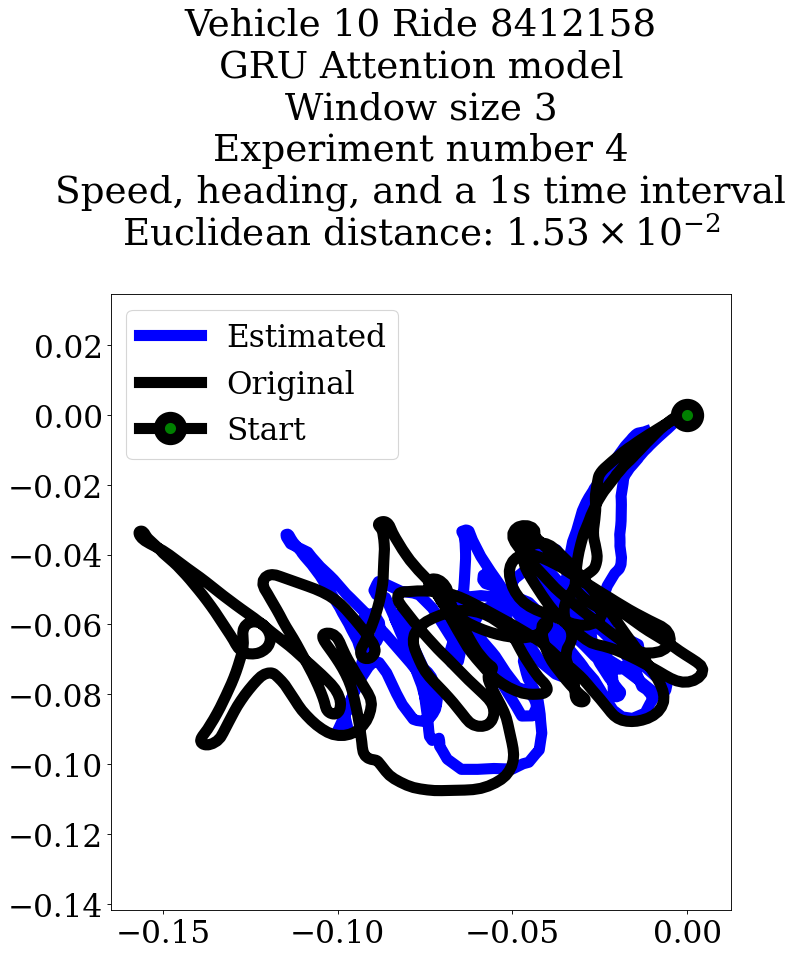 Vehicle 10 Ride 8412158
GRU Attention model
Window size 3
Experiment number 4
Speed, heading, and a 1s time interval
Euclidean distance: 1.53 × 10⁻²
Estimated
Original
Start
0.02
0.00
−0.02
−0.04
−0.06
−0.08
−0.10
−0.12
−0.14
−0.15 −0.10 −0.05 0.00